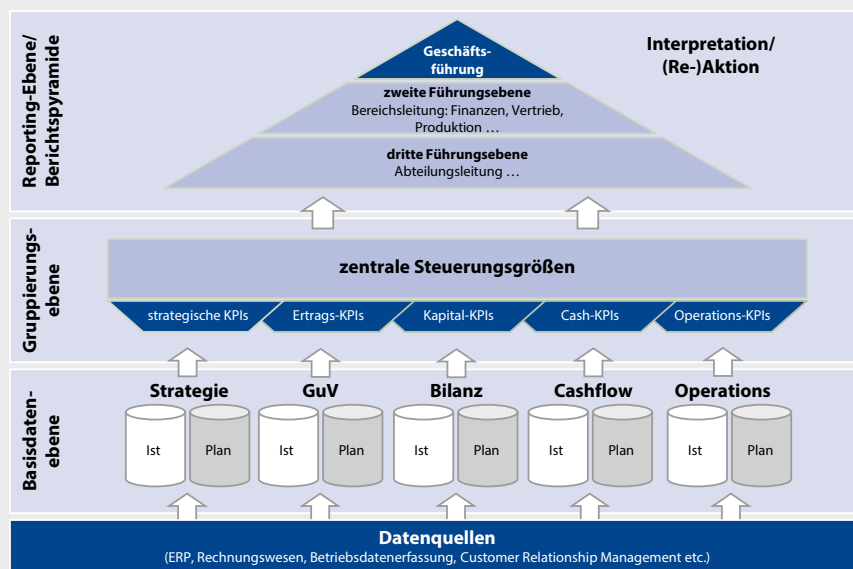 Reporting-Ebene/
Berichtspyramide
Geschäfts-
führung
Interpretation/
(Re-)Aktion
zweite Führungsebene
Bereichsleitung: Finanzen, Vertrieb,
Produktion …
dritte Führungsebene
Abteilungsleitung …
Gruppierungs-
ebene
zentrale Steuerungsgrößen
strategische KPIs
Ertrags-KPIs
Kapital-KPIs
Cash-KPIs
Operations-KPIs
Basisdaten-
ebene
Strategie
GuV
Bilanz
Cashflow
Operations
Ist
Plan
Ist
Plan
Ist
Plan
Ist
Plan
Ist
Plan
Datenquellen
(ERP, Rechnungswesen, Betriebsdatenerfassung, Customer Relationship Management etc.)